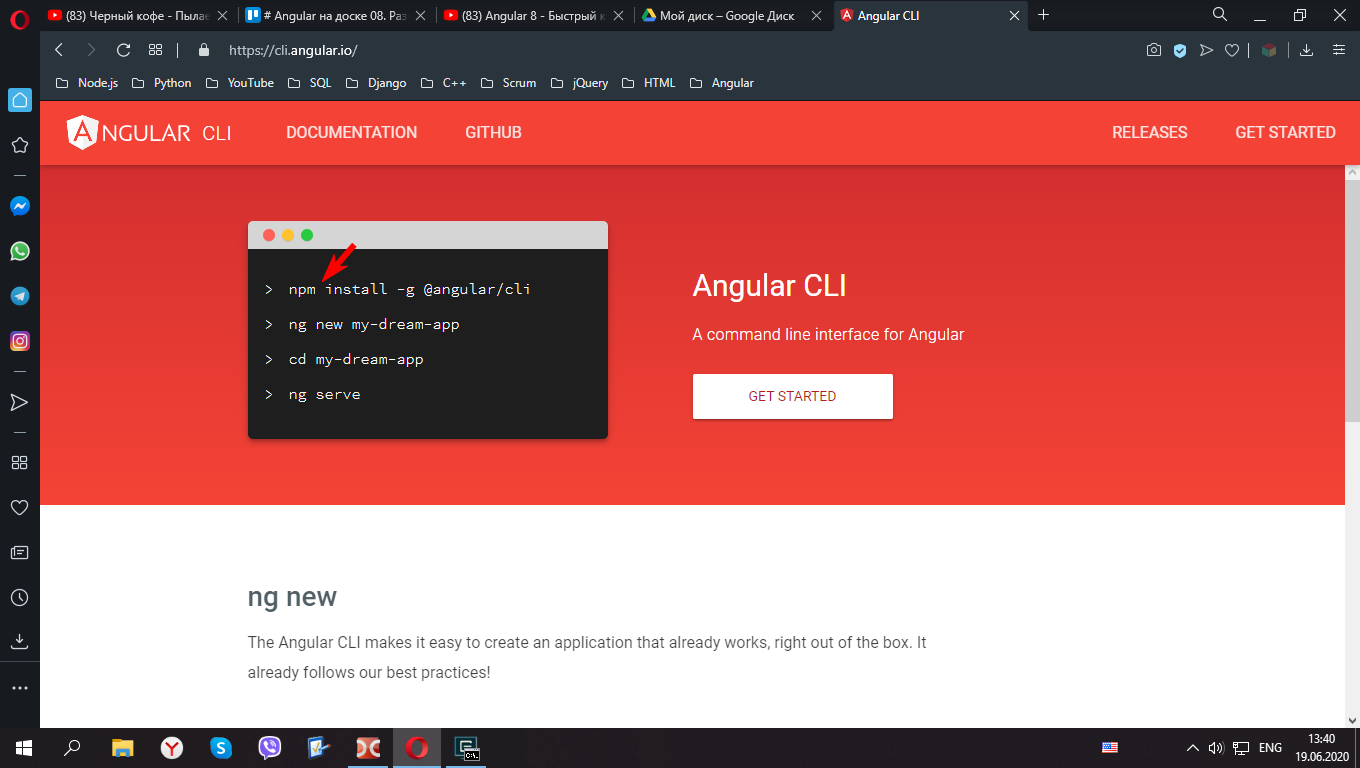 (83) Черный кофе - Пылае
# Angular на доске 08. Раз
(83) Angular 8 - Быстрый к
Мой диск – Google Диск
Angular CLI
https://cli.angular.io/
Node.js
Python
YouTube
SQL
Django
C++
Scrum
jQuery
HTML
Angular
ANGULAR CLI
DOCUMENTATION
GITHUB
RELEASES
GET STARTED
> npm install -g @angular/cli
> ng new my-dream-app
> cd my-dream-app
> ng serve
Angular CLI
A command line interface for Angular
GET STARTED
ng new
The Angular CLI makes it easy to create an application that already works, right out of the box. It
already follows our best practices!
ENG
13:40
19.06.2020